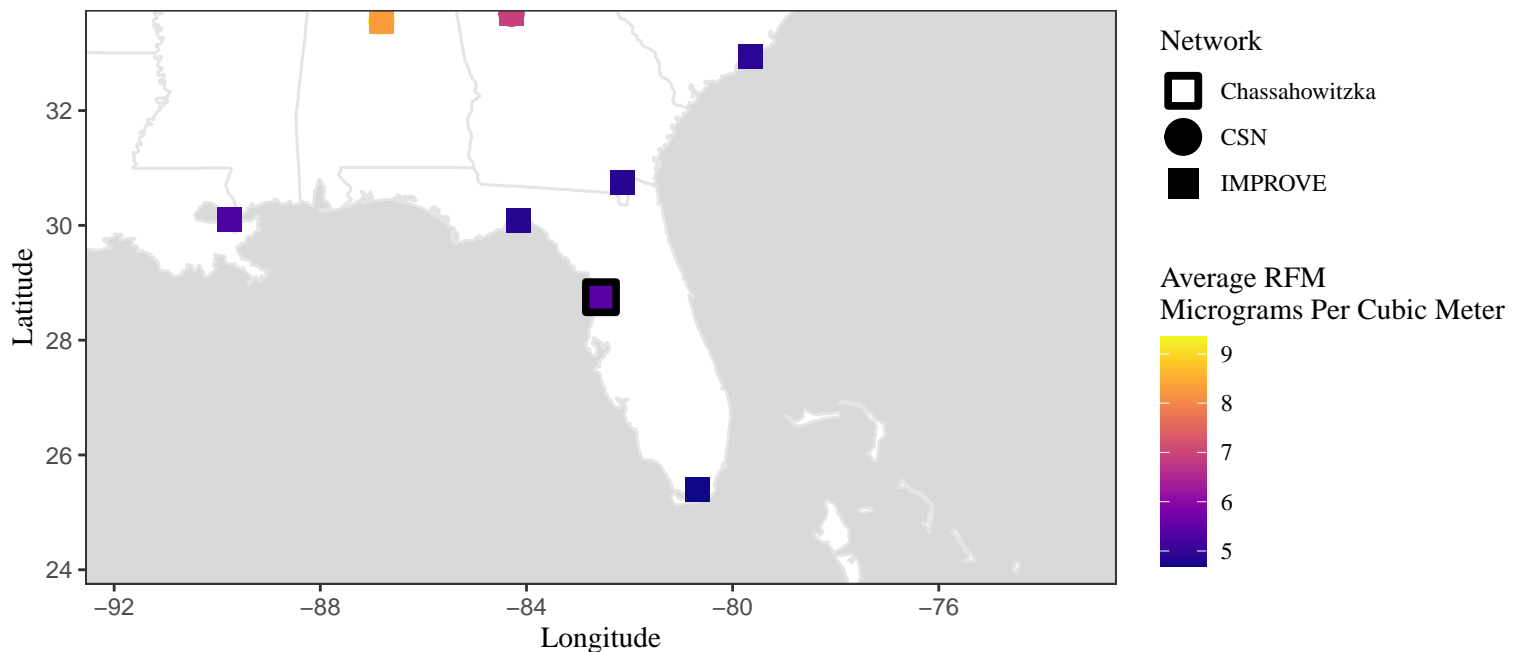 32
30
28
26
24
Latitude
−92
−88
−84
−80
−76
Longitude
Network
Chassahowitzka
CSN
IMPROVE
Average RFM
Micrograms Per Cubic Meter
9
8
7
6
5